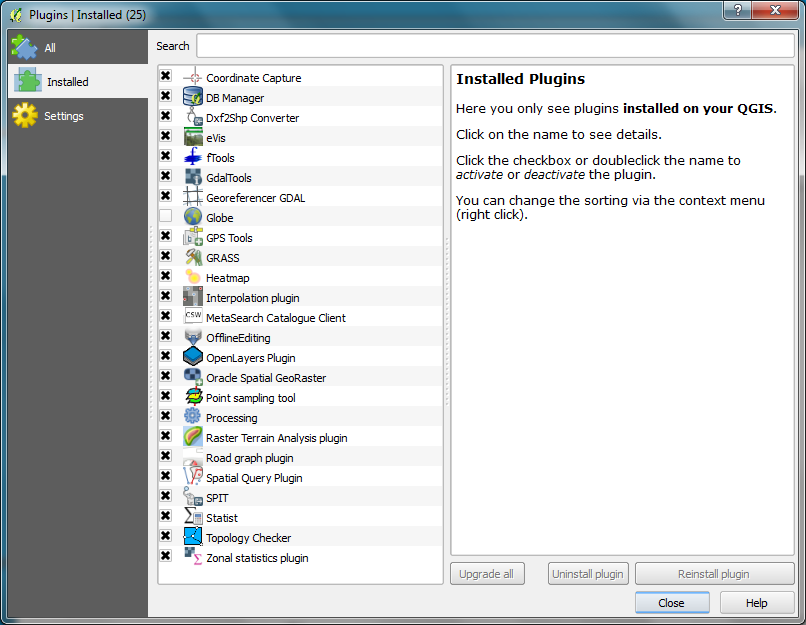 Plugins | Installed (25)
?
All
Installed
Settings
Search
Coordinate Capture
DB Manager
Dxf2Shp Converter
eVis
fTools
GdalTools
Georeferencer GDAL
Globe
GPS Tools
GRASS
Heatmap
Interpolation plugin
CSW MetaSearch Catalogue Client
OfflineEditing
OpenLayers Plugin
Oracle Spatial GeoRaster
Point sampling tool
Processing
Raster Terrain Analysis plugin
Road graph plugin
Spatial Query Plugin
SPIT
Statist
Topology Checker
Zonal statistics plugin
Installed Plugins
Here you only see plugins installed on your QGIS.
Click on the name to see details.
Click the checkbox or doubleclick the name to
activate or deactivate the plugin.
You can change the sorting via the context menu
(right click).
Upgrade all
Uninstall plugin
Reinstall plugin
Close
Help